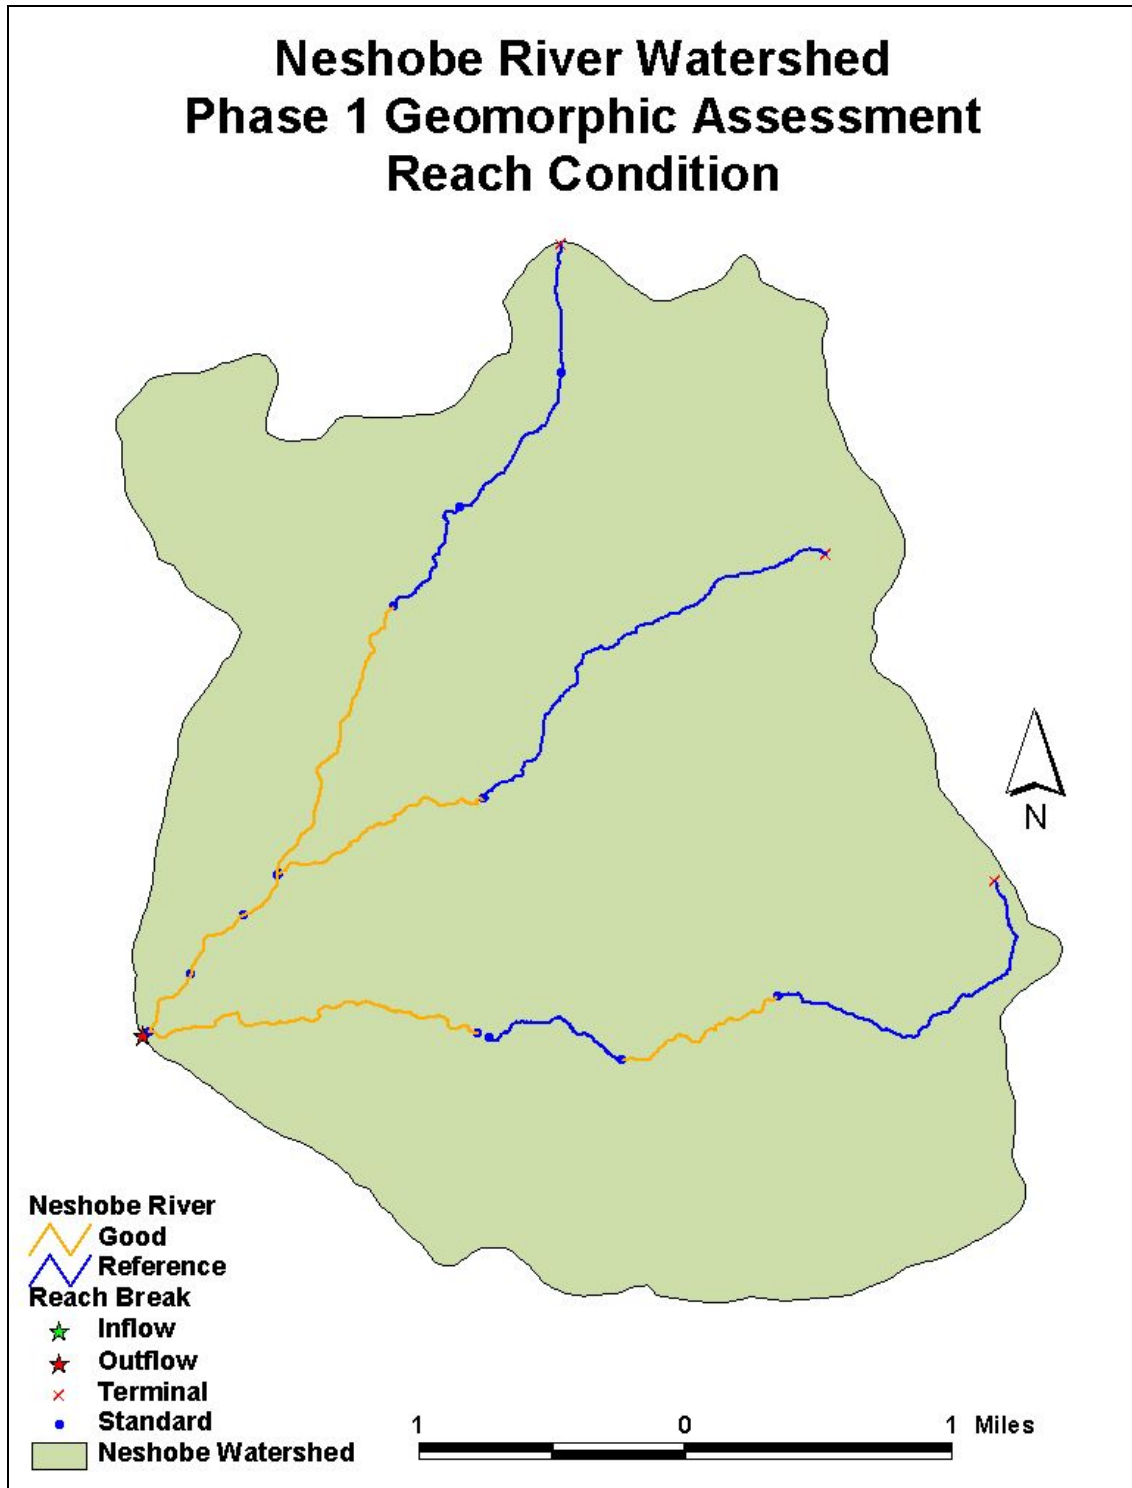 Neshobe River Watershed
Phase 1 Geomorphic Assessment
Reach Condition
N
Neshobe River
Good
Reference
Reach Break
Inflow
Outflow
Terminal
Standard
Neshobe Watershed
1 0 1 Miles